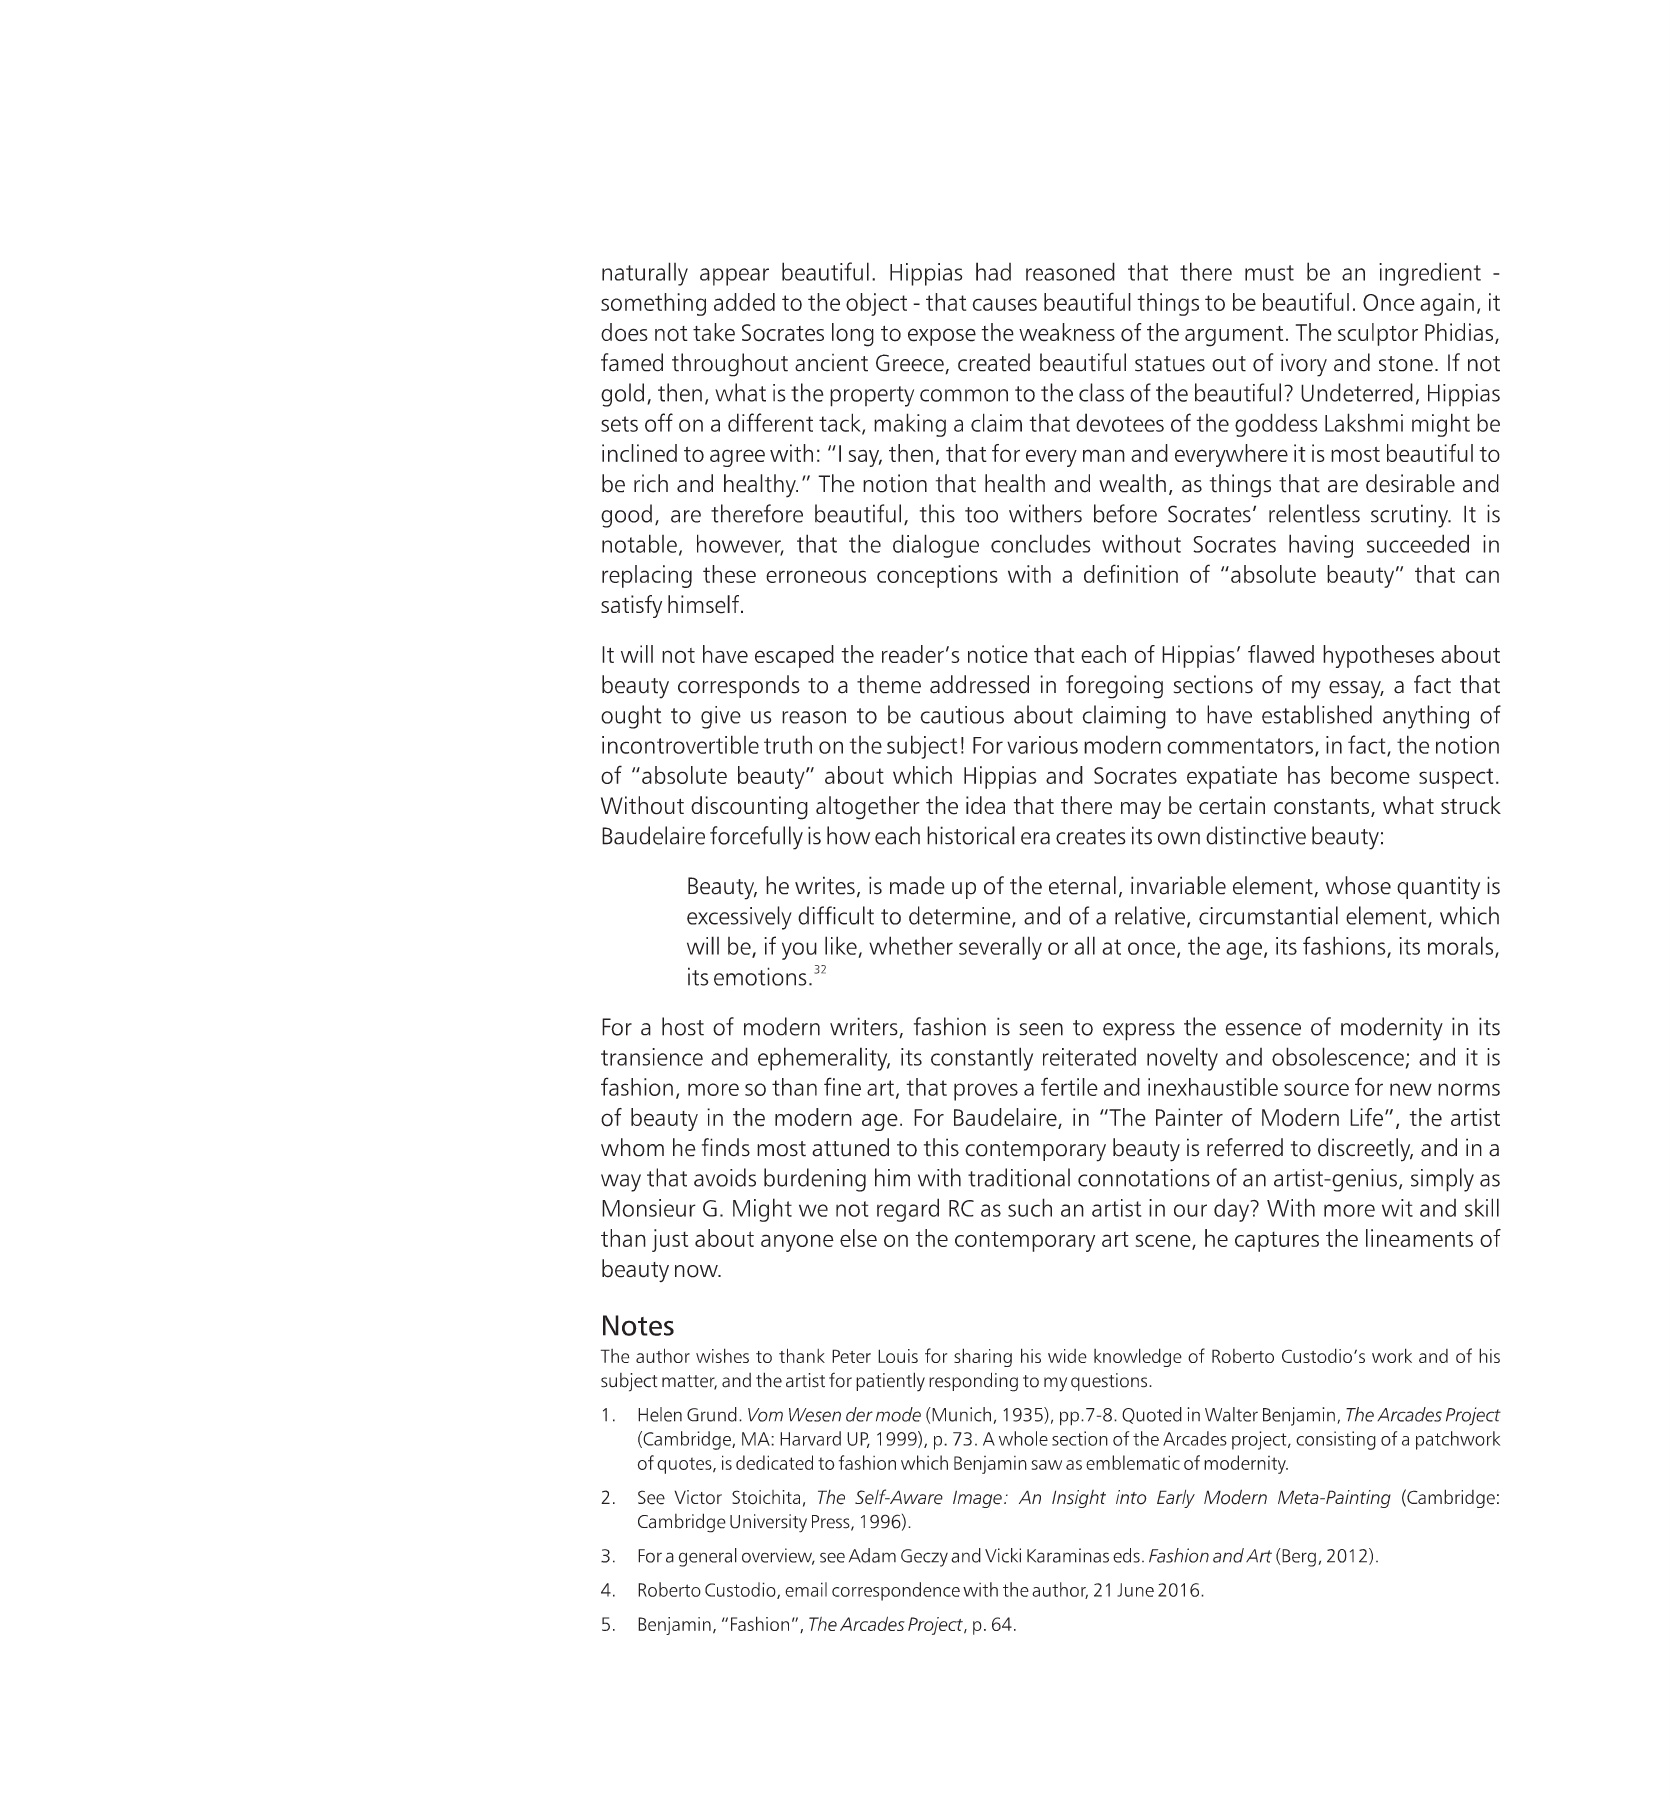 naturally appear beautiful. Hippias had reasoned that there must be an ingredient -
something added to the object - that causes beautiful things to be beautiful. Once again, it
does not take Socrates long to expose the weakness of the argument. The sculptor Phidias,
famed throughout ancient Greece, created beautiful statues out of ivory and stone. If not
gold, then, what is the property common to the class of the beautiful? Undeterred, Hippias
sets off on a different tack, making a claim that devotees of the goddess Lakshmi might be
inclined to agree with: “I say, then, that for every man and everywhere it is most beautiful to
be rich and healthy.” The notion that health and wealth, as things that are desirable and
good, are therefore beautiful, this too withers before Socrates’ relentless scrutiny. It is
notable, however, that the dialogue concludes without Socrates having succeeded in
replacing these erroneous conceptions with a definition of “absolute beauty” that can
satisfy himself.
It will not have escaped the reader’s notice that each of Hippias’ flawed hypotheses about
beauty corresponds to a theme addressed in foregoing sections of my essay, a fact that
ought to give us reason to be cautious about claiming to have established anything of
incontrovertible truth on the subject! For various modern commentators, in fact, the notion
of “absolute beauty” about which Hippias and Socrates expatiate has become suspect.
Without discounting altogether the idea that there may be certain constants, what struck
Baudelaire forcefully is how each historical era creates its own distinctive beauty:
Beauty, he writes, is made up of the eternal, invariable element, whose quantity is
excessively difficult to determine, and of a relative, circumstantial element, which
will be, if you like, whether severally or all at once, the age, its fashions, its morals,
its emotions.32
For a host of modern writers, fashion is seen to express the essence of modernity in its
transience and ephemerality, its constantly reiterated novelty and obsolescence; and it is
fashion, more so than fine art, that proves a fertile and inexhaustible source for new norms
of beauty in the modern age. For Baudelaire, in “The Painter of Modern Life”, the artist
whom he finds most attuned to this contemporary beauty is referred to discreetly, and in a
way that avoids burdening him with traditional connotations of an artist-genius, simply as
Monsieur G. Might we not regard RC as such an artist in our day? With more wit and skill
than just about anyone else on the contemporary art scene, he captures the lineaments of
beauty now.
Notes
The author wishes to thank Peter Louis for sharing his wide knowledge of Roberto Custodio’s work and of his
subject matter, and the artist for patiently responding to my questions.
1. Helen Grund. Vom Wesen der mode (Munich, 1935), pp.7-8. Quoted in Walter Benjamin, The Arcades Project
(Cambridge, MA: Harvard UP, 1999), p. 73. A whole section of the Arcades project, consisting of a patchwork
of quotes, is dedicated to fashion which Benjamin saw as emblematic of modernity.
2. See Victor Stoichita, The Self-Aware Image: An Insight into Early Modern Meta-Painting (Cambridge:
Cambridge University Press, 1996).
3. For a general overview, see Adam Geczy and Vicki Karaminas eds. Fashion and Art (Berg, 2012).
4. Roberto Custodio, email correspondence with the author, 21 June 2016.
5. Benjamin, “Fashion”, The Arcades Project, p. 64.